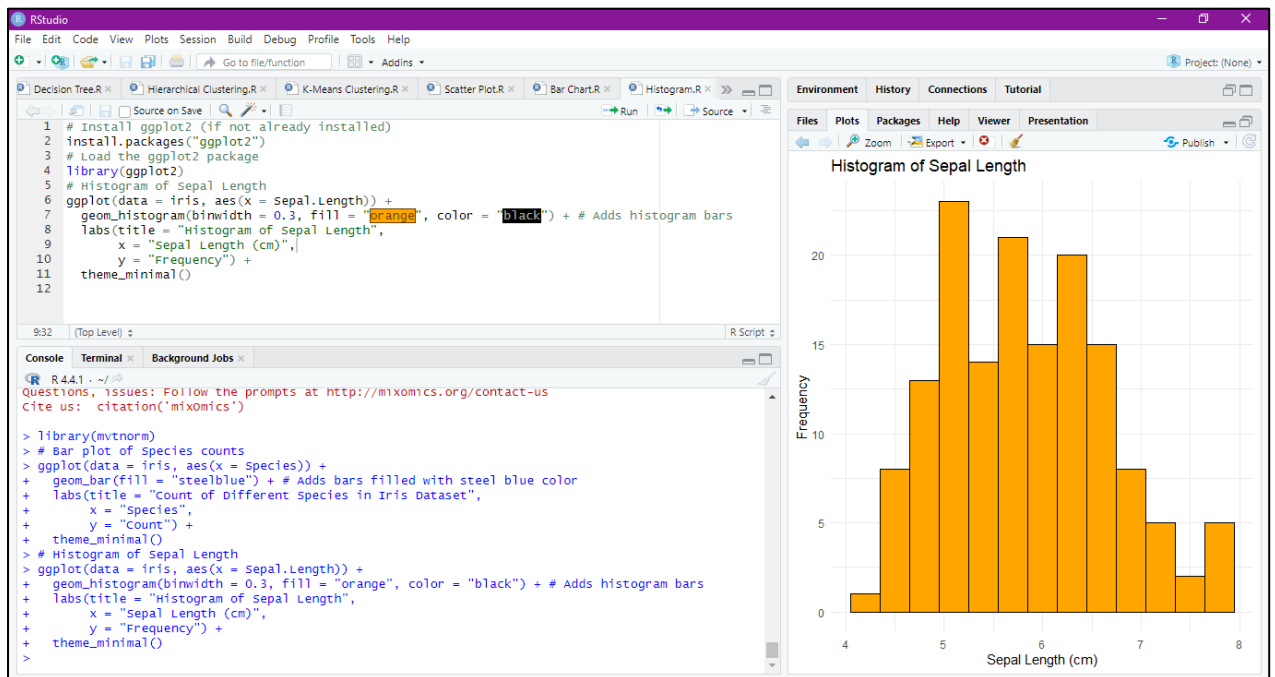 RStudio
File Edit Code View Plots Session Build Debug Profile Tools Help
Go to file/function Addins
Project: (None)
Decision Tree.R Hierarchical Clustering.R K-Means Clustering.R Scatter Plot.R Bar Chart.R Histogram.R
Source on Save Run Source
1 # Install ggplot2 (if not already installed)
2 install.packages("ggplot2")
3 # Load the ggplot2 package
4 library(ggplot2)
5 # Histogram of Sepal Length
6 ggplot(data = iris, aes(x = Sepal.Length)) +
7 geom_histogram(binwidth = 0.3, fill = "orange", color = "black") + # Adds histogram bars
8 labs(title = "Histogram of Sepal Length",
9 x = "Sepal Length (cm)",
10 y = "Frequency") +
11 theme_minimal()
12
9:32 (Top Level) R Script
Console Terminal Background Jobs
R 4.4.1 · ~/
Questions, issues: Follow the prompts at http://mixomics.org/contact-us
Cite us: citation('mixOmics')
> library(mvtnorm)
> # Bar plot of Species counts
> ggplot(data = iris, aes(x = Species)) +
+ geom_bar(fill = "steelblue") + # Adds bars filled with steel blue color
+ labs(title = "Count of Different Species in Iris Dataset",
+ x = "Species",
+ y = "Count") +
+ theme_minimal()
> # Histogram of Sepal Length
> ggplot(data = iris, aes(x = Sepal.Length)) +
+ geom_histogram(binwidth = 0.3, fill = "orange", color = "black") + # Adds histogram bars
+ labs(title = "Histogram of Sepal Length",
+ x = "Sepal Length (cm)",
+ y = "Frequency") +
+ theme_minimal()
>
Environment History Connections Tutorial
Files Plots Packages Help Viewer Presentation
Zoom Export Publish
Histogram of Sepal Length
20
15
10
5
0
Frequency
4 5 6 7 8
Sepal Length (cm)